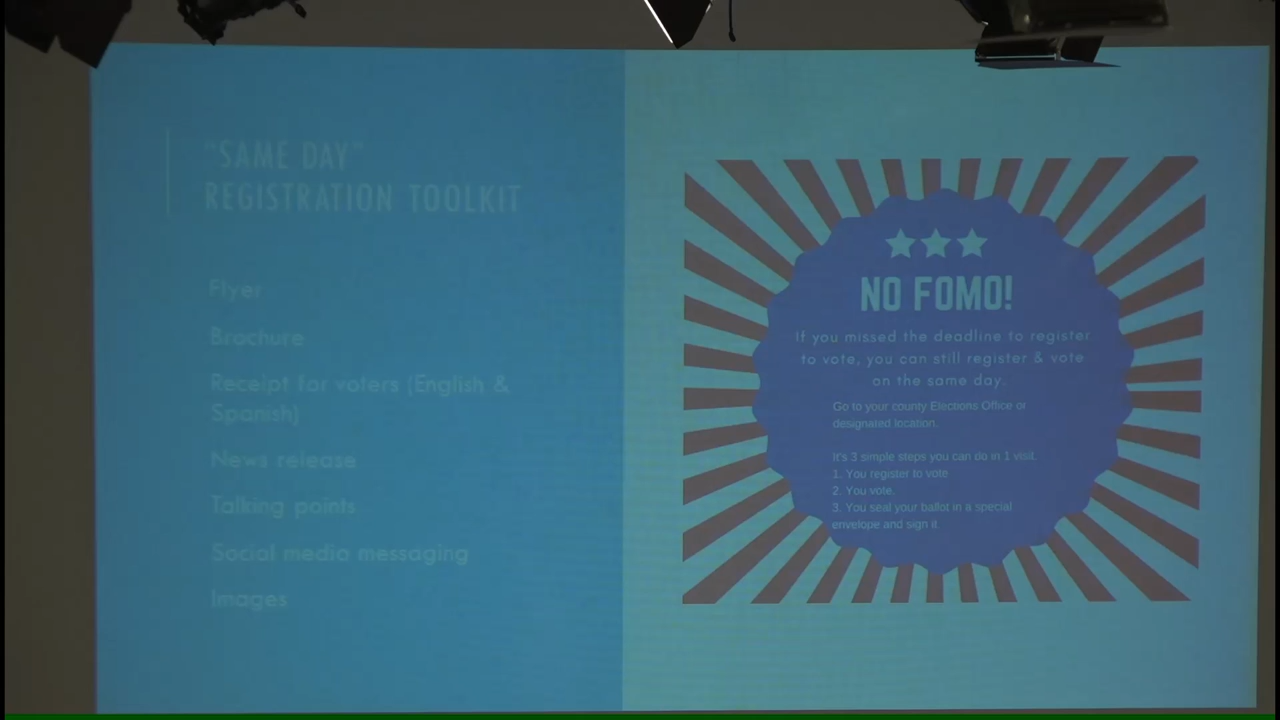 "SAME DAY"
REGISTRATION TOOLKIT
Flyer
Brochure
Receipt for voters (English &
Spanish)
News release
Talking points
Social media messaging
Images
NO FOMO!
If you missed the deadline to register
to vote, you can still register & vote
on the same day.
Go to your county Elections Office or
designated location.
It's 3 simple steps you can do in 1 visit.
1. You register to vote
2. You vote.
3. You seal your ballot in a special
envelope and sign it.